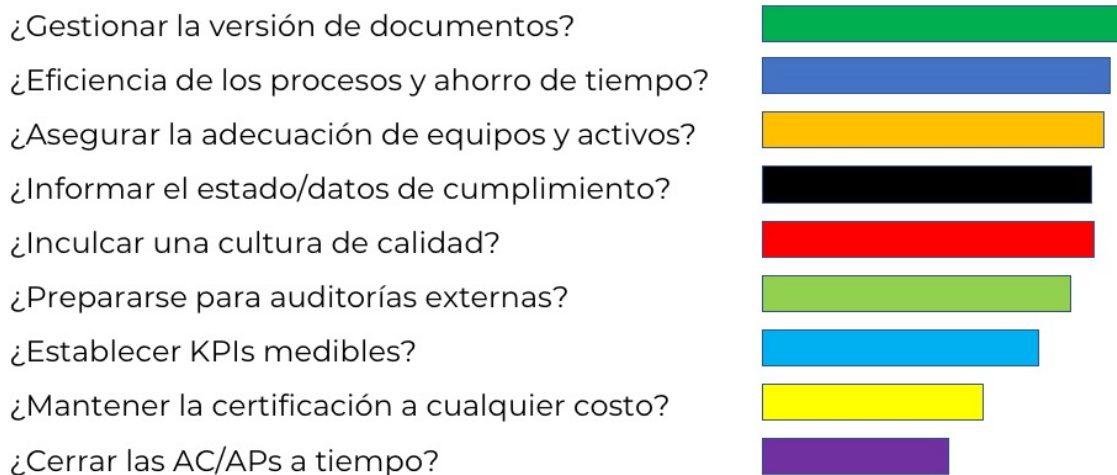 ¿Gestionar la versión de documentos?
¿Eficiencia de los procesos y ahorro de tiempo?
¿Asegurar la adecuación de equipos y activos?
¿Informar el estado/datos de cumplimiento?
¿Inculcar una cultura de calidad?
¿Prepararse para auditorías externas?
¿Establecer KPIs medibles?
¿Mantener la certificación a cualquier costo?
¿Cerrar las AC/APs a tiempo?